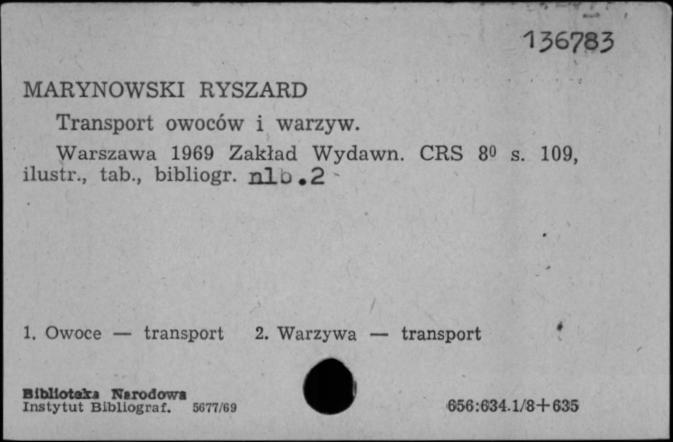 136783
MARYNOWSKI RYSZARD
Transport owoców i warzyw.
Warszawa 1969 Zakład Wydawn. CRS 8⁰ s. 109,
ilustr., tab., bibliogr. nlb.2
1. Owoce — transport 2. Warzywa — transport
Biblioteka Narodowa
Instytut Bibliograf. 5677/69
656:634.1/8+635